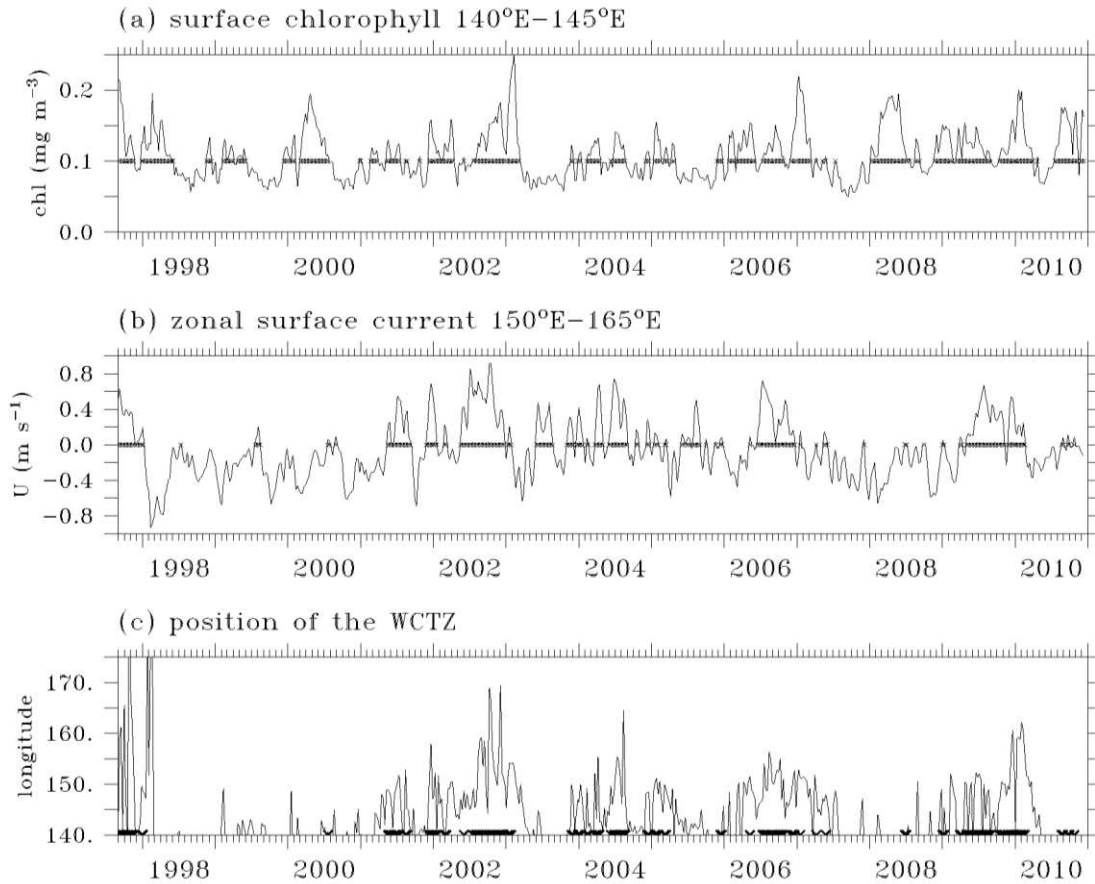 (a) surface chlorophyll 140°E−145°E
chl (mg m⁻³)
0.2
0.1
0.0
1998 2000 2002 2004 2006 2008 2010
(b) zonal surface current 150°E−165°E
U (m s⁻¹)
0.8
0.4
0.0
−0.4
−0.8
1998 2000 2002 2004 2006 2008 2010
(c) position of the WCTZ
longitude
170.
160.
150.
140.
1998 2000 2002 2004 2006 2008 2010